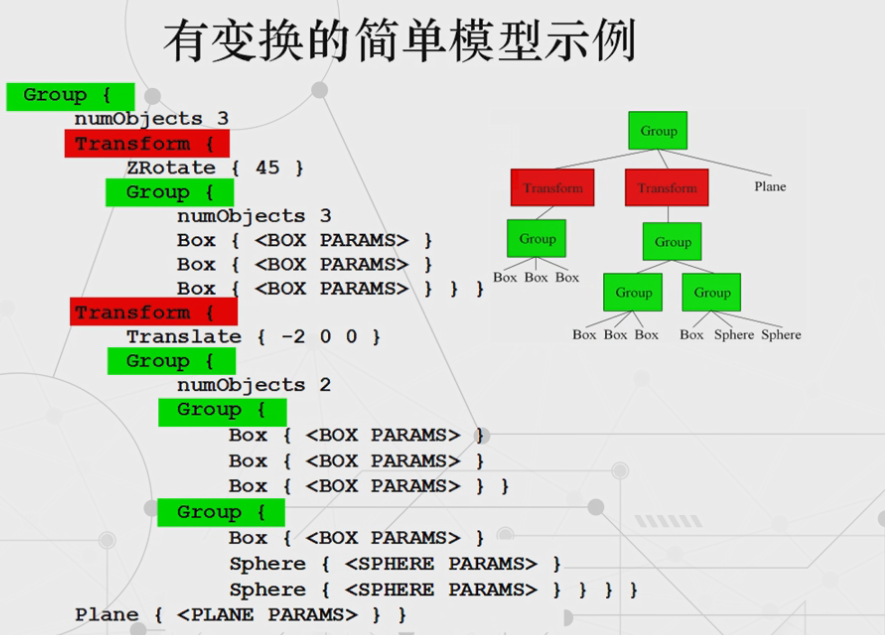 有变换的简单模型示例
Group {
numObjects 3
Transform {
ZRotate { 45 }
Group {
numObjects 3
Box { <BOX PARAMS> }
Box { <BOX PARAMS> }
Box { <BOX PARAMS> } } }
Transform {
Translate { -2 0 0 }
Group {
numObjects 2
Group {
Box { <BOX PARAMS> }
Box { <BOX PARAMS> }
Box { <BOX PARAMS> } }
Group {
Box { <BOX PARAMS> }
Sphere { <SPHERE PARAMS> }
Sphere { <SPHERE PARAMS> } } } }
Plane { <PLANE PARAMS> } }
Group
Transform Transform Plane
Group Group
Box Box Box
Group Group
Box Box Box Box Sphere Sphere